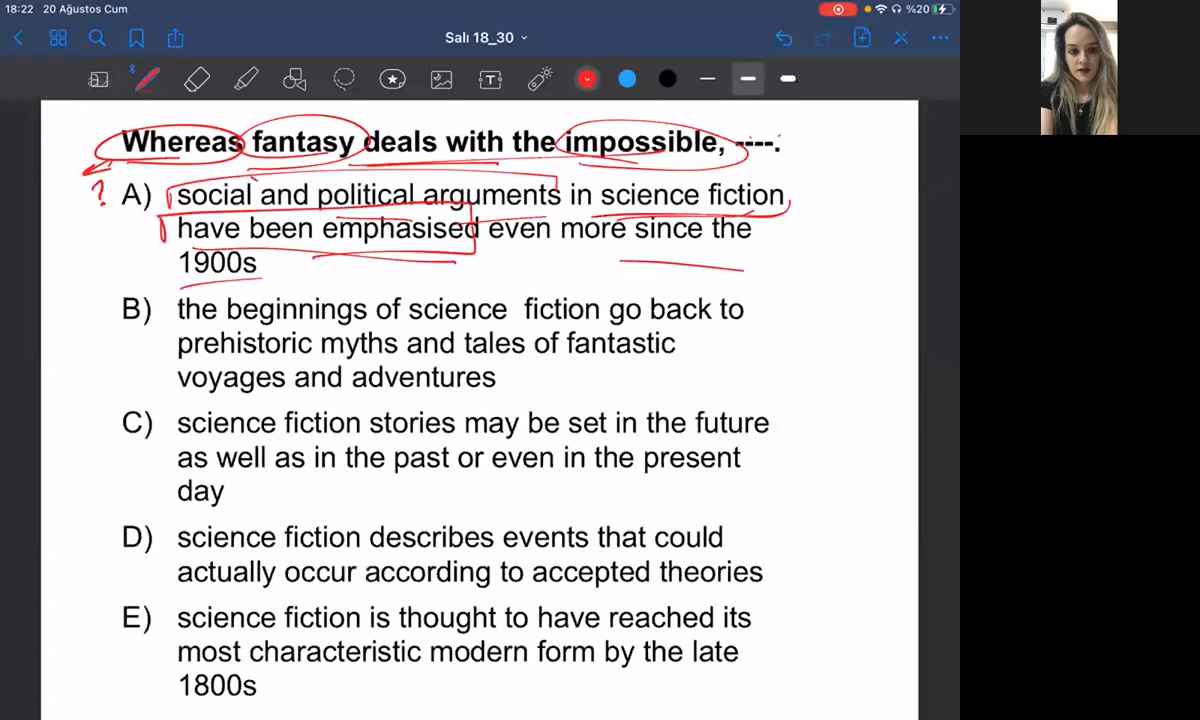 18:22 20 Ağustos Cum
%20
Salı 18_30
T
Whereas fantasy deals with the impossible, ----.
? A) social and political arguments in science fiction
have been emphasised even more since the
1900s
B) the beginnings of science fiction go back to
prehistoric myths and tales of fantastic
voyages and adventures
C) science fiction stories may be set in the future
as well as in the past or even in the present
day
D) science fiction describes events that could
actually occur according to accepted theories
E) science fiction is thought to have reached its
most characteristic modern form by the late
1800s